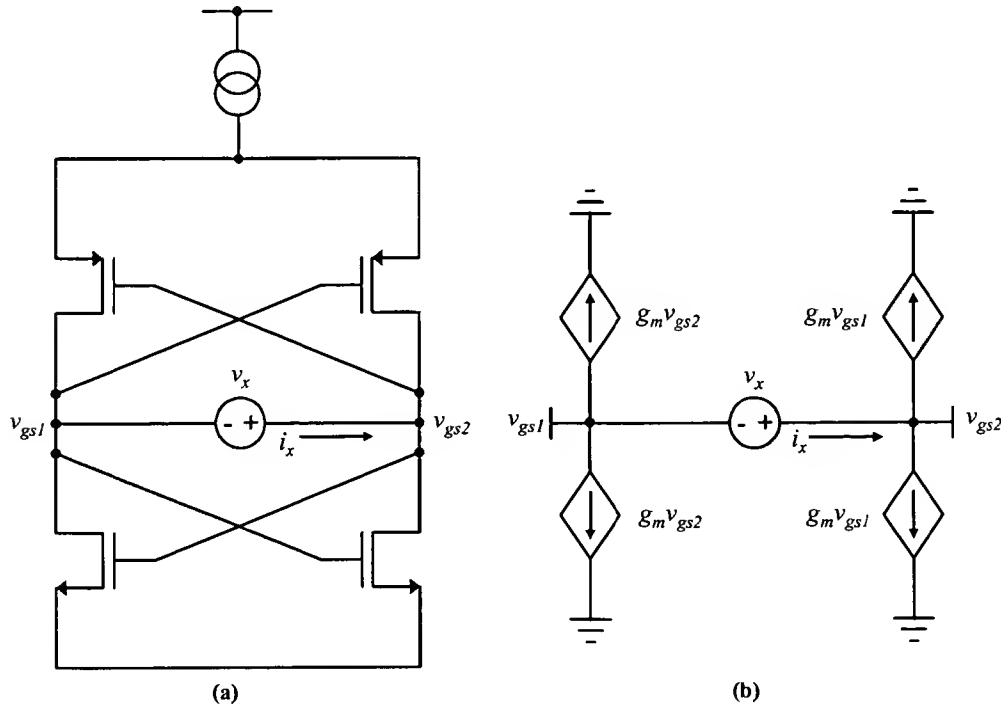 v_x
v_gs1
- +
i_x
v_gs2
(a)
g_m v_gs2
g_m v_gs1
v_x
v_gs1
- +
i_x
v_gs2
g_m v_gs2
g_m v_gs1
(b)